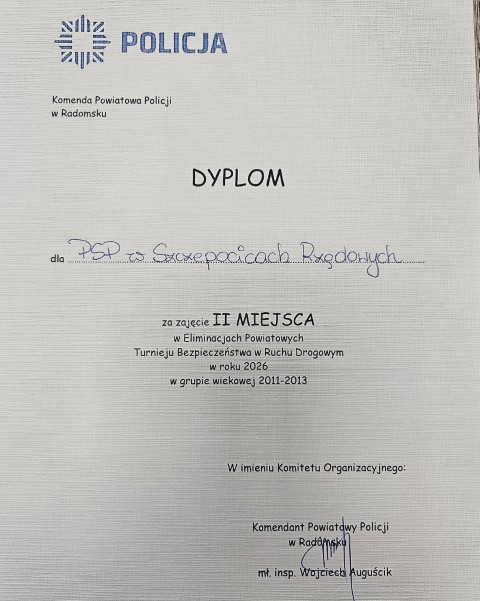 POLICJA
Komenda Powiatowa Policji
w Radomsku
DYPLOM
dla PSP w Szczepocicach Rządowych
za zajęcie II MIEJSCA
w Eliminacjach Powiatowych
Turnieju Bezpieczeństwa w Ruchu Drogowym
w roku 2026
w grupie wiekowej 2011-2013
W imieniu Komitetu Organizacyjnego:
Komendant Powiatowy Policji
w Radomsku
mł. insp. Wojciech Auguścik